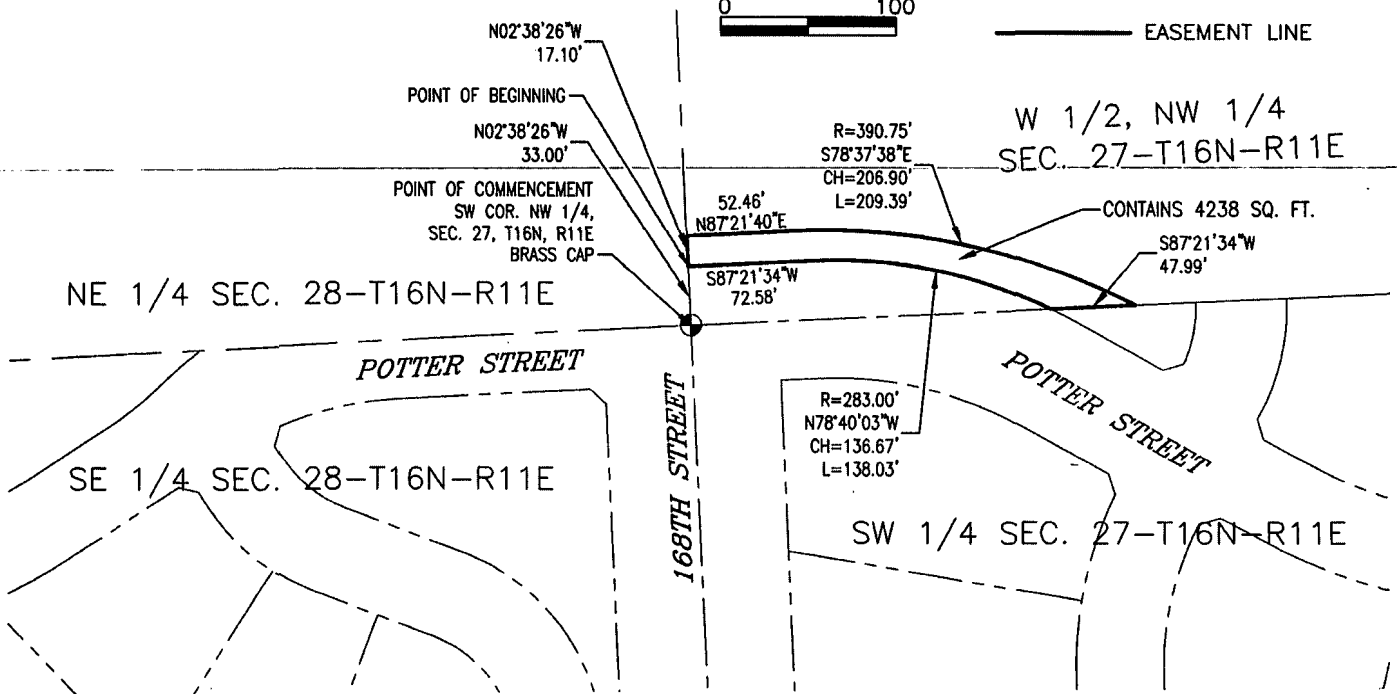 0 100
EASEMENT LINE
N02°38'26"W
17.10'
POINT OF BEGINNING
N02°38'26"W
33.00'
POINT OF COMMENCEMENT
SW COR. NW 1/4,
SEC. 27, T16N, R11E
BRASS CAP
R=390.75'
S78°37'38"E
CH=206.90'
L=209.39'
W 1/2, NW 1/4
SEC. 27-T16N-R11E
52.46'
N87°21'40"E
CONTAINS 4238 SQ. FT.
S87°21'34"W
47.99'
S87°21'34"W
72.58'
NE 1/4 SEC. 28-T16N-R11E
POTTER STREET
POTTER STREET
168TH STREET
R=283.00'
N78°40'03"W
CH=136.67'
L=138.03'
SE 1/4 SEC. 28-T16N-R11E
SW 1/4 SEC. 27-T16N-R11E